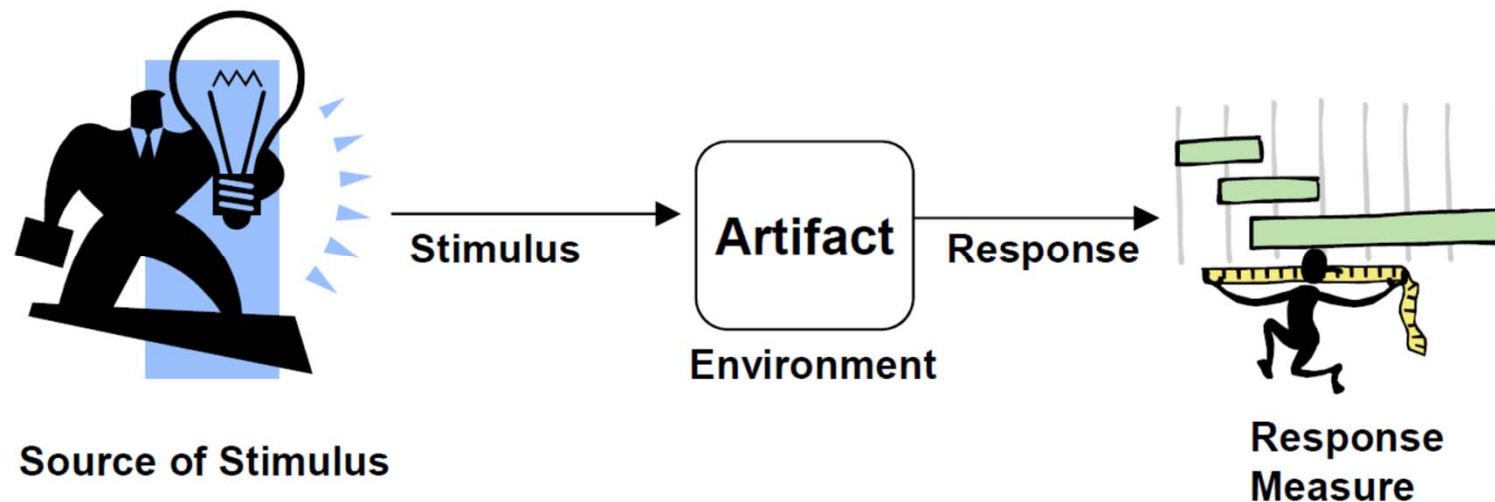 Stimulus
Artifact
Response
Environment
Source of Stimulus
Response
Measure